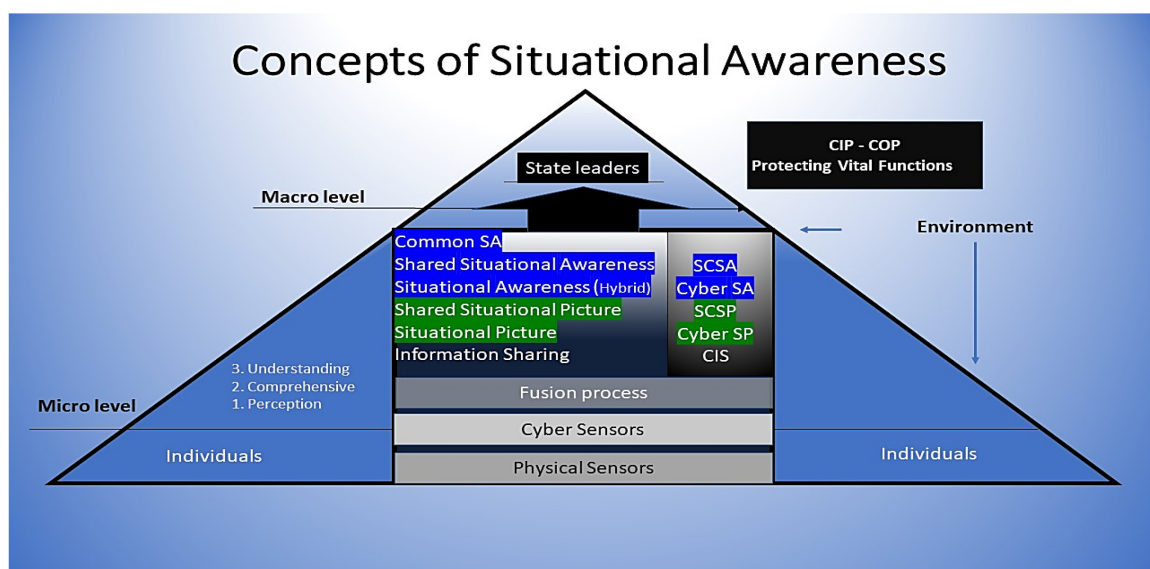 Concepts of Situational Awareness
State leaders
CIP - COP
Protecting Vital Functions
Macro level
Environment
Common SA
Shared Situational Awareness
Situational Awareness (Hybrid)
Shared Situational Picture
Situational Picture
Information Sharing
SCSA
Cyber SA
SCSP
Cyber SP
CIS
3. Understanding
2. Comprehensive
1. Perception
Micro level
Fusion process
Cyber Sensors
Physical Sensors
Individuals
Individuals